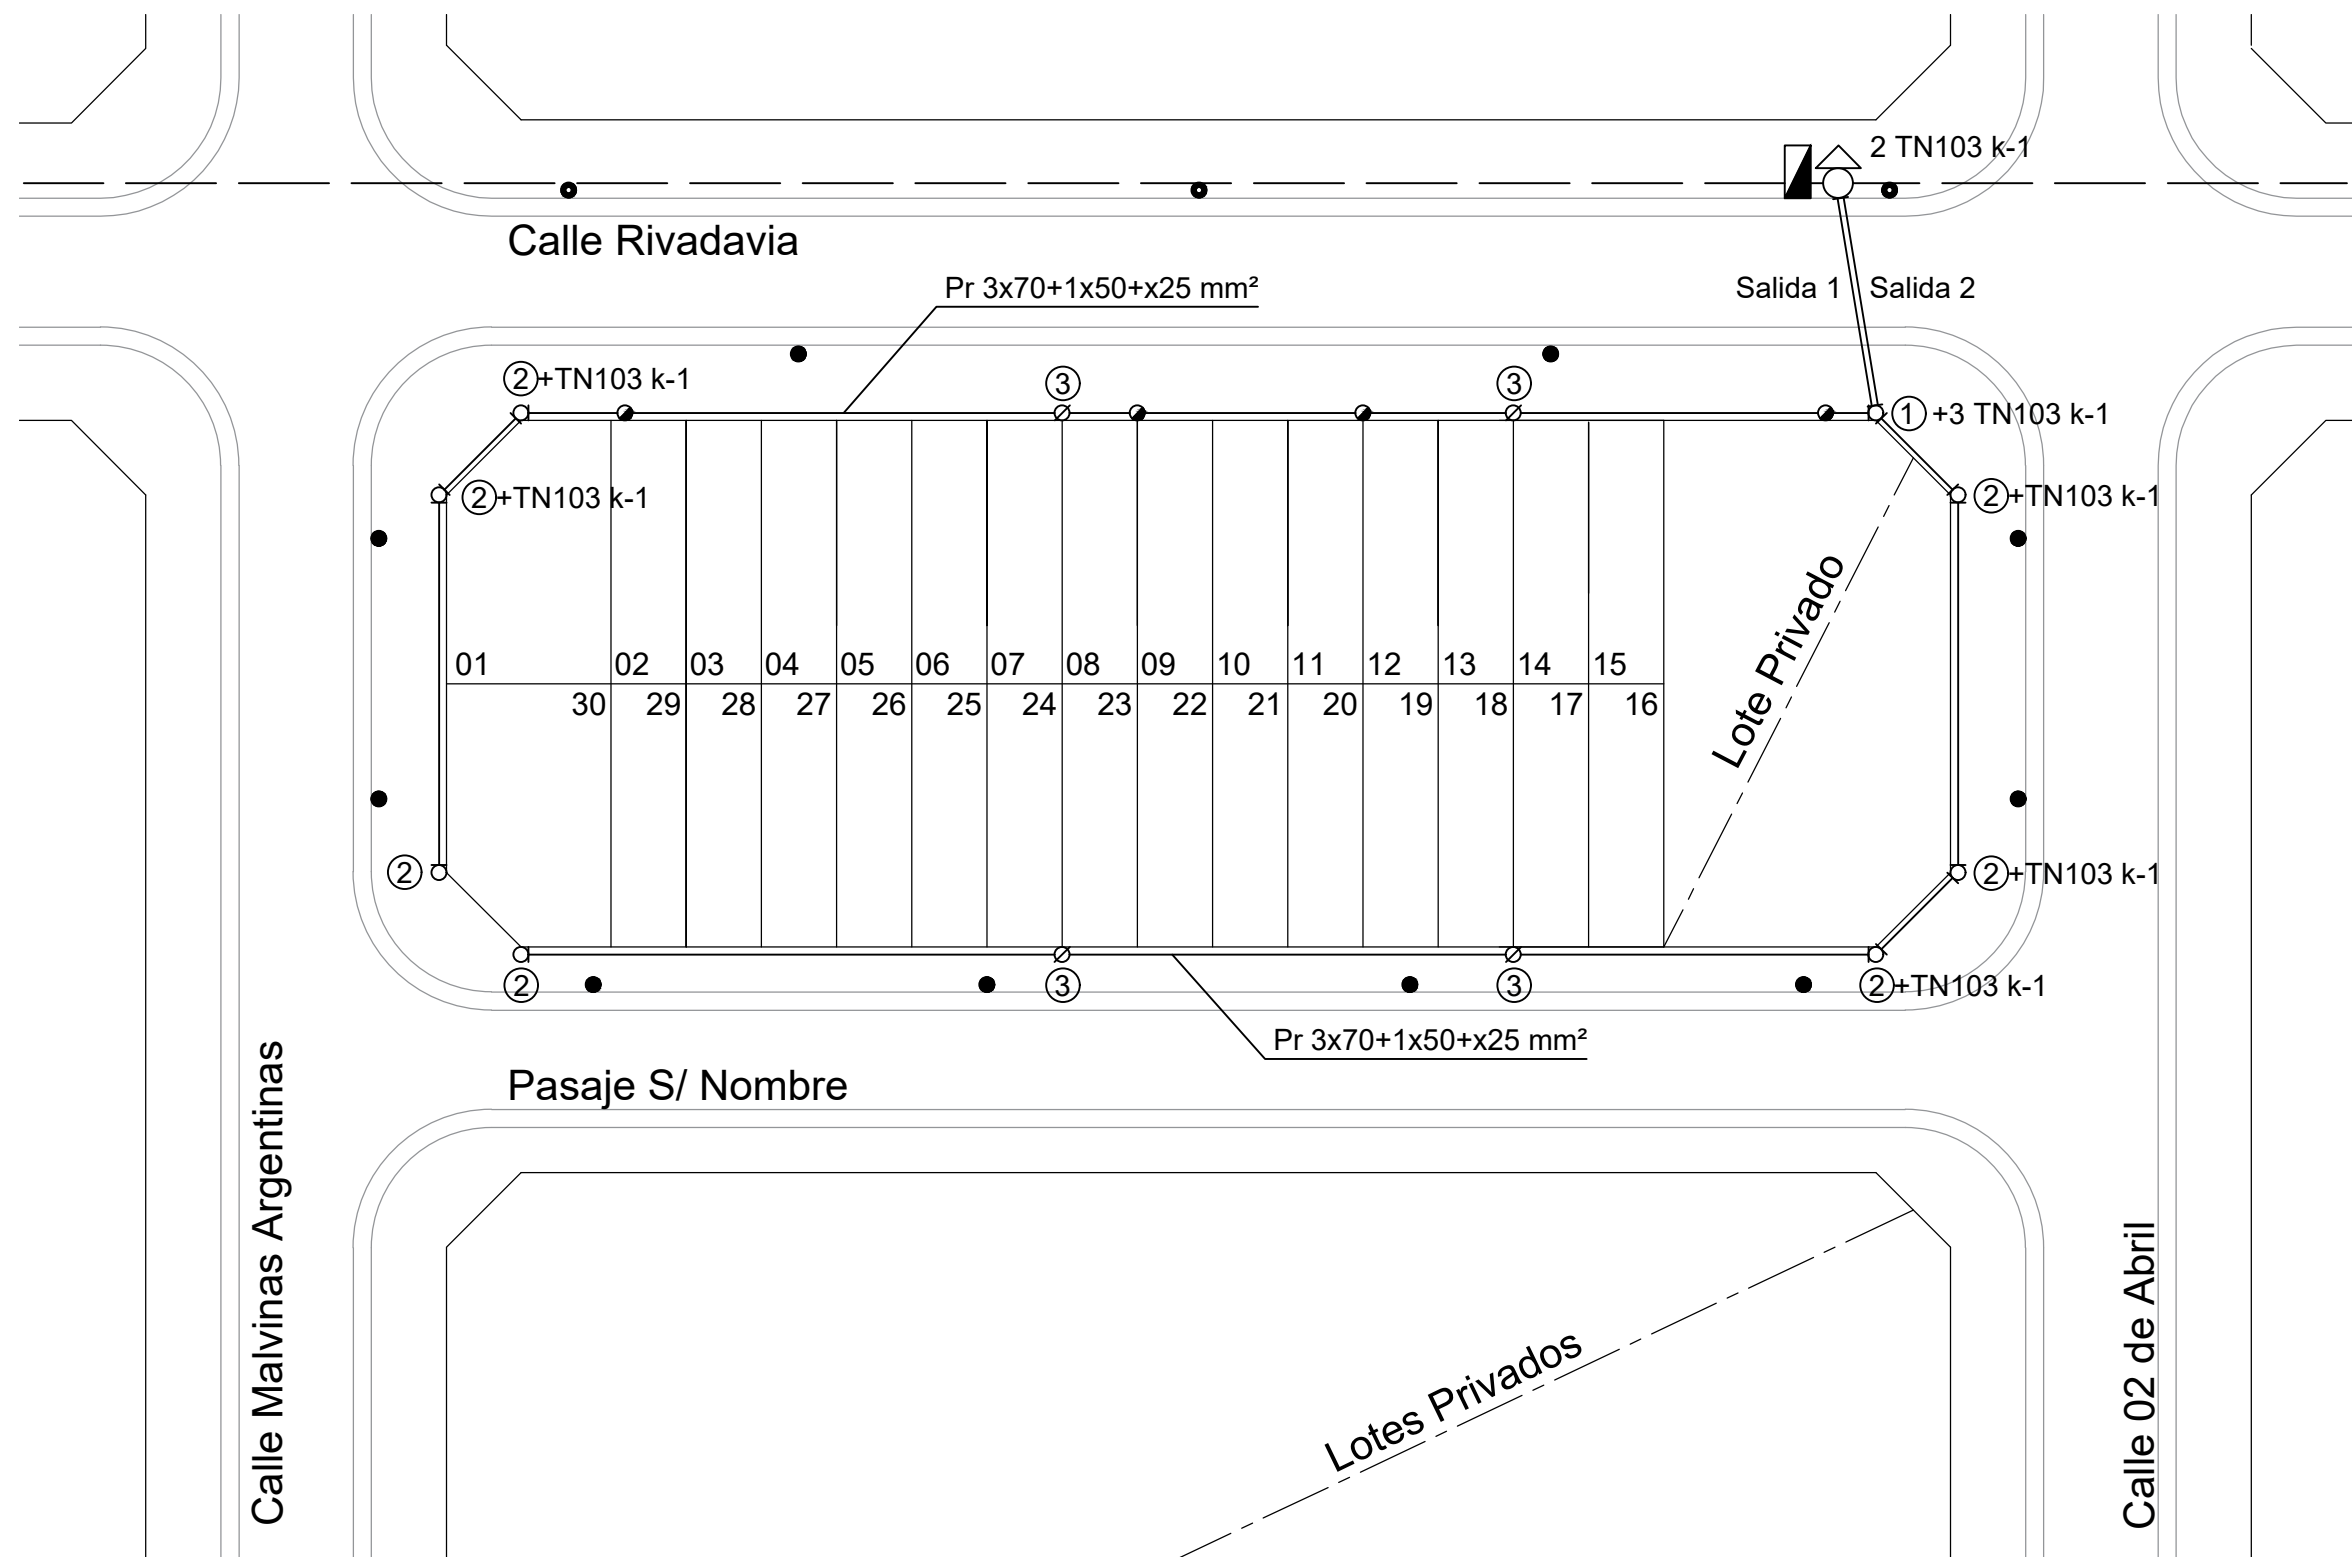 2 TN103 k-1
Calle Rivadavia
Pr 3x70+1x50+x25 mm²
Salida 1
Salida 2
2+TN103 k-1
3
3
1 +3 TN103 k-1
2+TN103 k-1
2+TN103 k-1
Lote Privado
01 02 03 04 05 06 07 08 09 10 11 12 13 14 15
30 29 28 27 26 25 24 23 22 21 20 19 18 17 16
2
2+TN103 k-1
2
3
3
2+TN103 k-1
Pr 3x70+1x50+x25 mm²
Pasaje S/ Nombre
Calle Malvinas Argentinas
Calle 02 de Abril
Lotes Privados